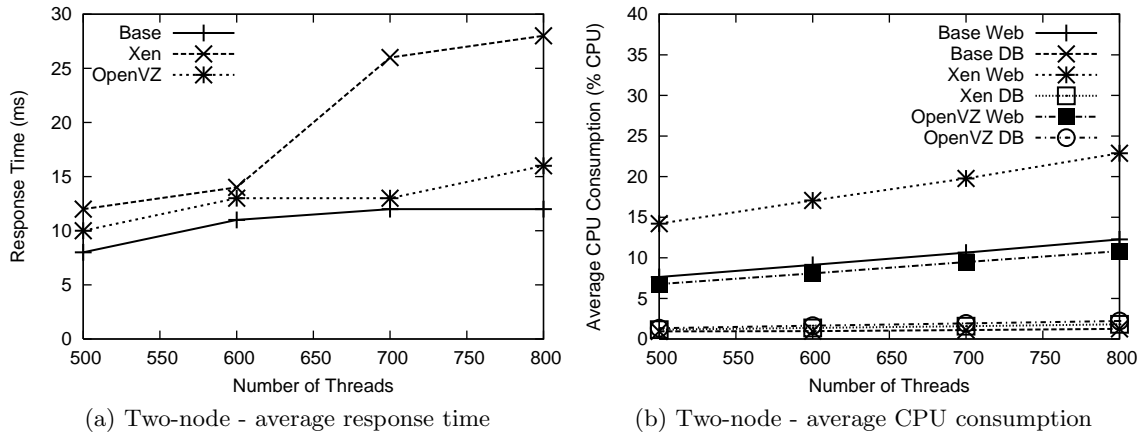 30
25
20
15
10
5
0
500 550 600 650 700 750 800
Response Time (ms)
Number of Threads
Base
Xen
OpenVZ
(a) Two-node - average response time
40
35
30
25
20
15
10
5
0
500 550 600 650 700 750 800
Average CPU Consumption (% CPU)
Number of Threads
Base Web
Base DB
Xen Web
Xen DB
OpenVZ Web
OpenVZ DB
(b) Two-node - average CPU consumption